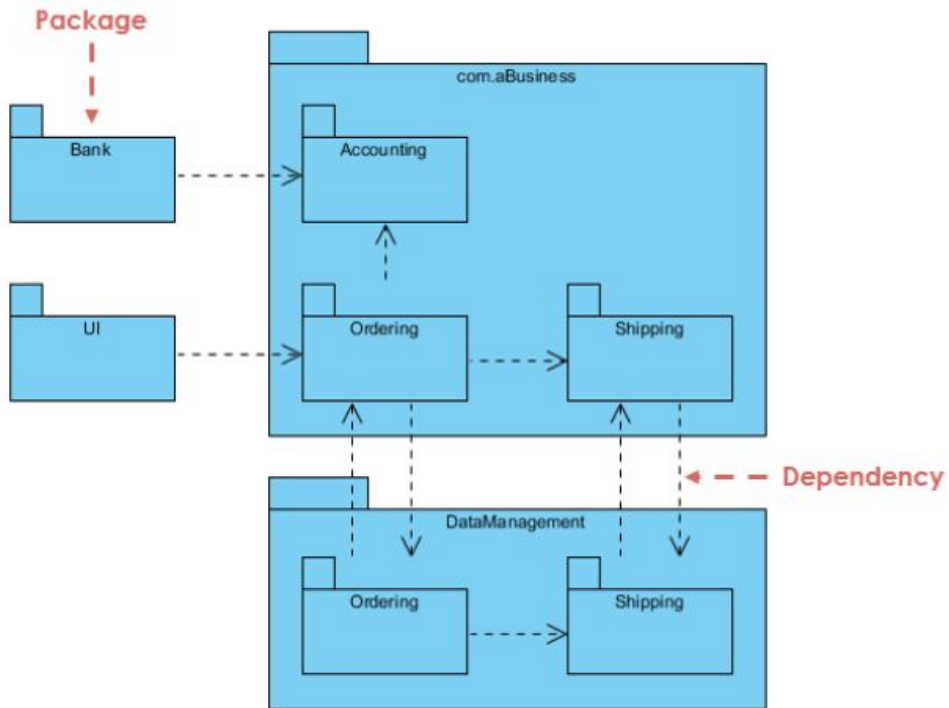 Package
com.aBusiness
Bank
Accounting
UI
Ordering
Shipping
Dependency
DataManagement
Ordering
Shipping